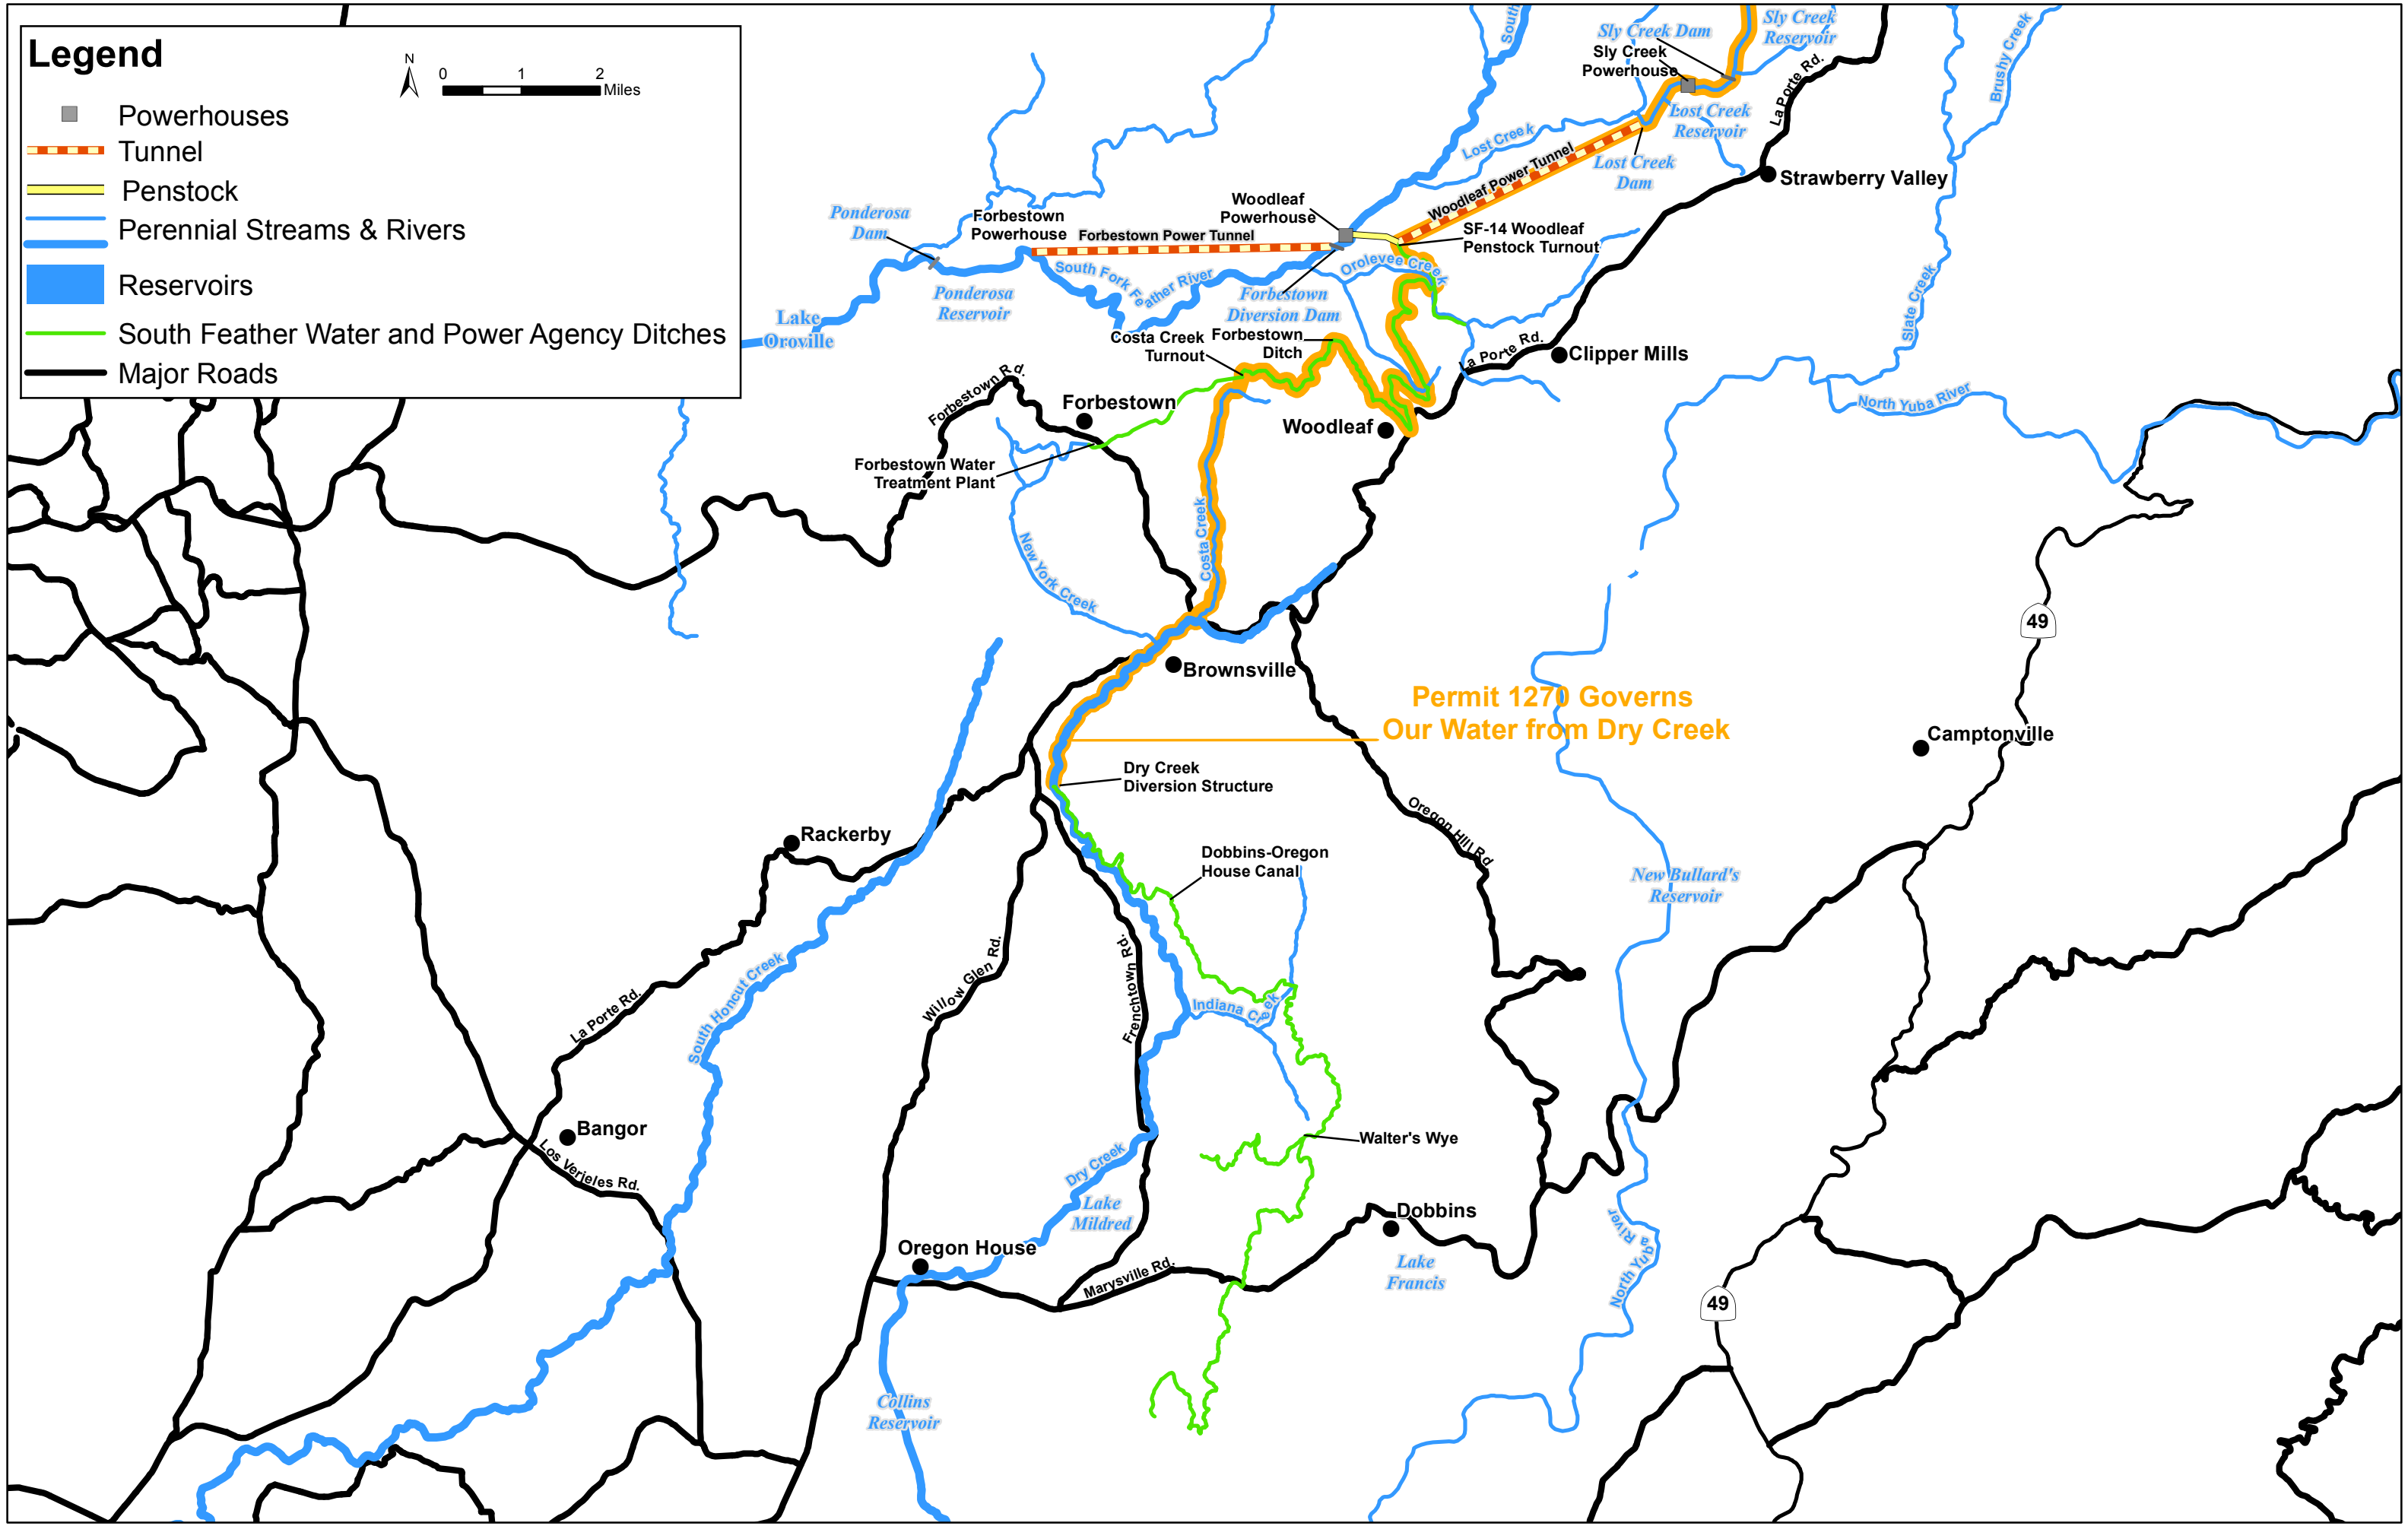 Legend
N
0 1 2
Miles
Powerhouses
Tunnel
Penstock
Perennial Streams & Rivers
Reservoirs
South Feather Water and Power Agency Ditches
Major Roads
South
Sly Creek Dam
Sly Creek
Reservoir
Sly Creek
Powerhouse
La Porte Rd.
Brushy Creek
Lost Creek
Reservoir
Lost Creek
Lost Creek
Dam
Woodleaf Power Tunnel
Strawberry Valley
Ponderosa
Dam
Forbestown
Powerhouse
Woodleaf
Powerhouse
Forbestown Power Tunnel
SF-14 Woodleaf
Penstock Turnout
South Fork Feather River
Orolevee Creek
Ponderosa
Reservoir
Forbestown
Diversion Dam
Slate Creek
Lake
Oroville
Costa Creek
Turnout
Forbestown
Ditch
La Porte Rd.
Clipper Mills
Forbestown Rd.
Forbestown
Woodleaf
North Yuba River
Forbestown Water
Treatment Plant
Costa Creek
New York Creek
49
Brownsville
Permit 1270 Governs
Our Water from Dry Creek
Camptonville
Dry Creek
Diversion Structure
Oregon Hill Rd
Rackerby
Dobbins-Oregon
House Canal
New Bullard's
Reservoir
South Honcut Creek
La Porte Rd.
Willow Glen Rd.
Frenchtown Rd.
Indiana Creek
Bangor
Los Verjeles Rd.
Walter's Wye
Dry Creek
Lake
Mildred
Dobbins
Oregon House
Marysville Rd.
Lake
Francis
North Yuba River
49
Collins
Reservoir